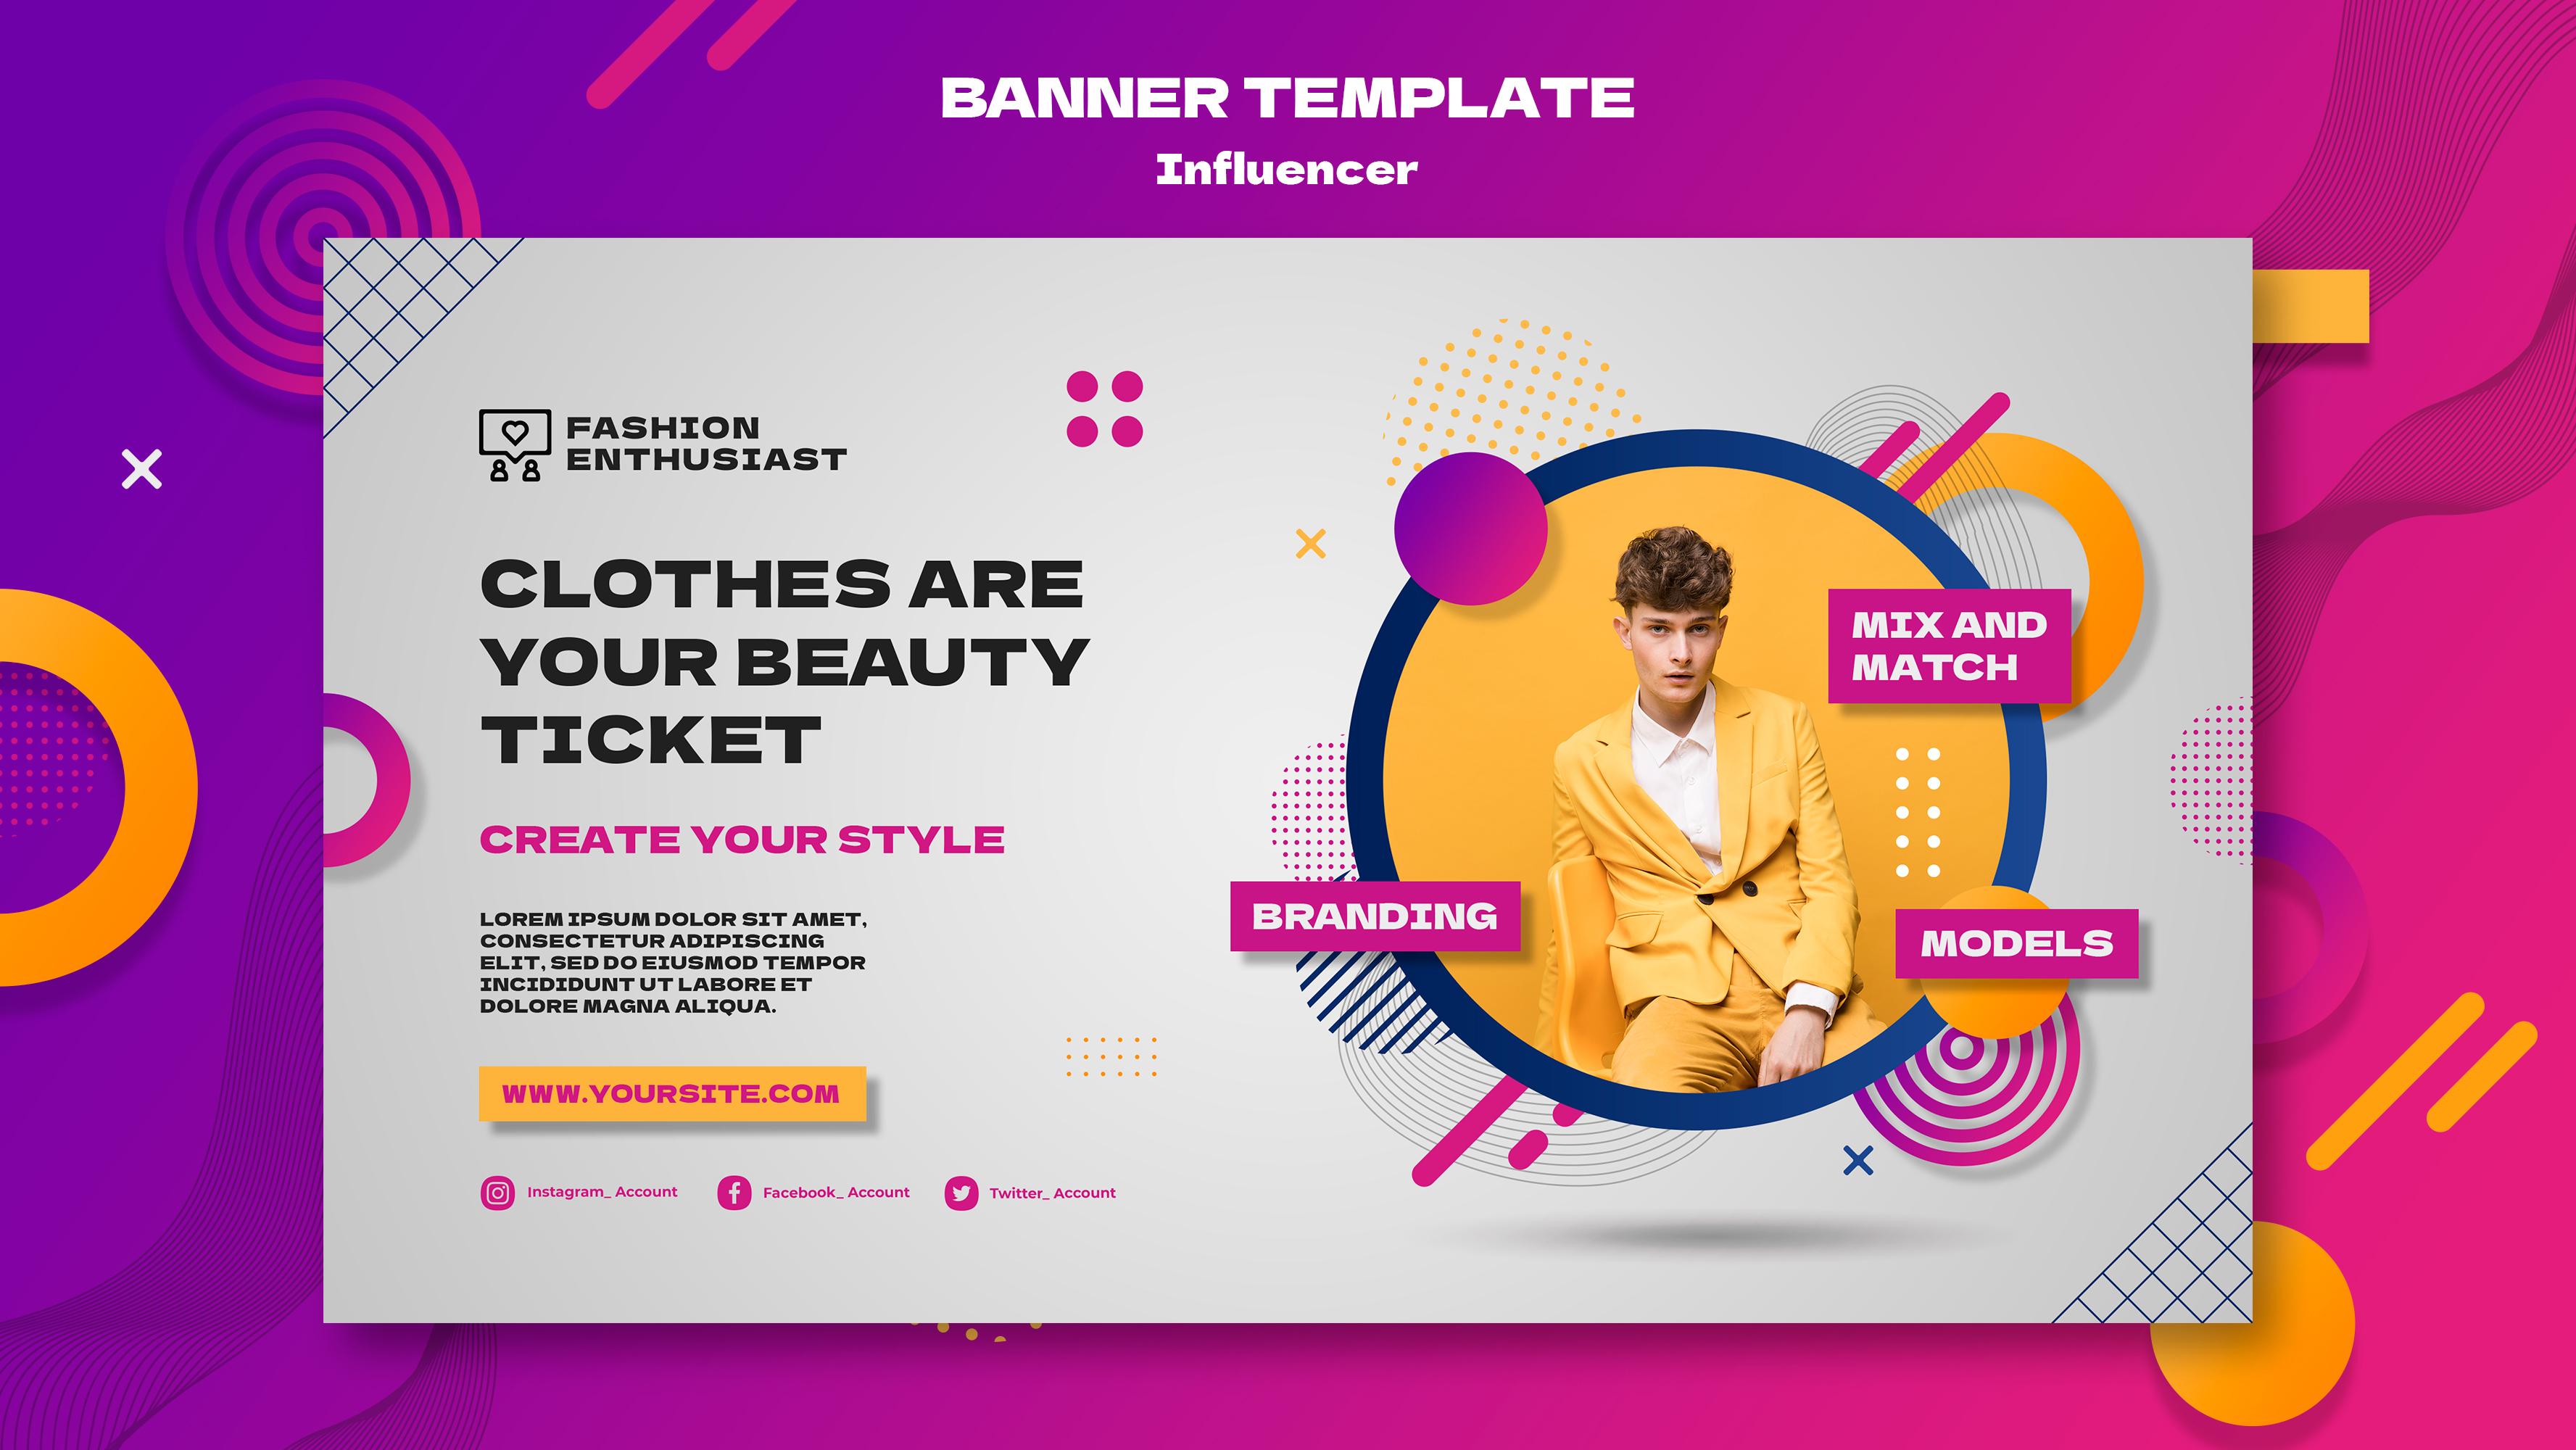 BANNER TEMPLATE
Influencer
FASHION
ENTHUSIAST
CLOTHES ARE
YOUR BEAUTY
TICKET
CREATE YOUR STYLE
LOREM IPSUM DOLOR SIT AMET,
CONSECTETUR ADIPISCING
ELIT, SED DO EIUSMOD TEMPOR
INCIDIDUNT UT LABORE ET
DOLORE MAGNA ALIQUA.
WWW.YOURSITE.COM
Instagram_ Account
Facebook_ Account
Twitter_ Account
MIX AND
MATCH
BRANDING
MODELS